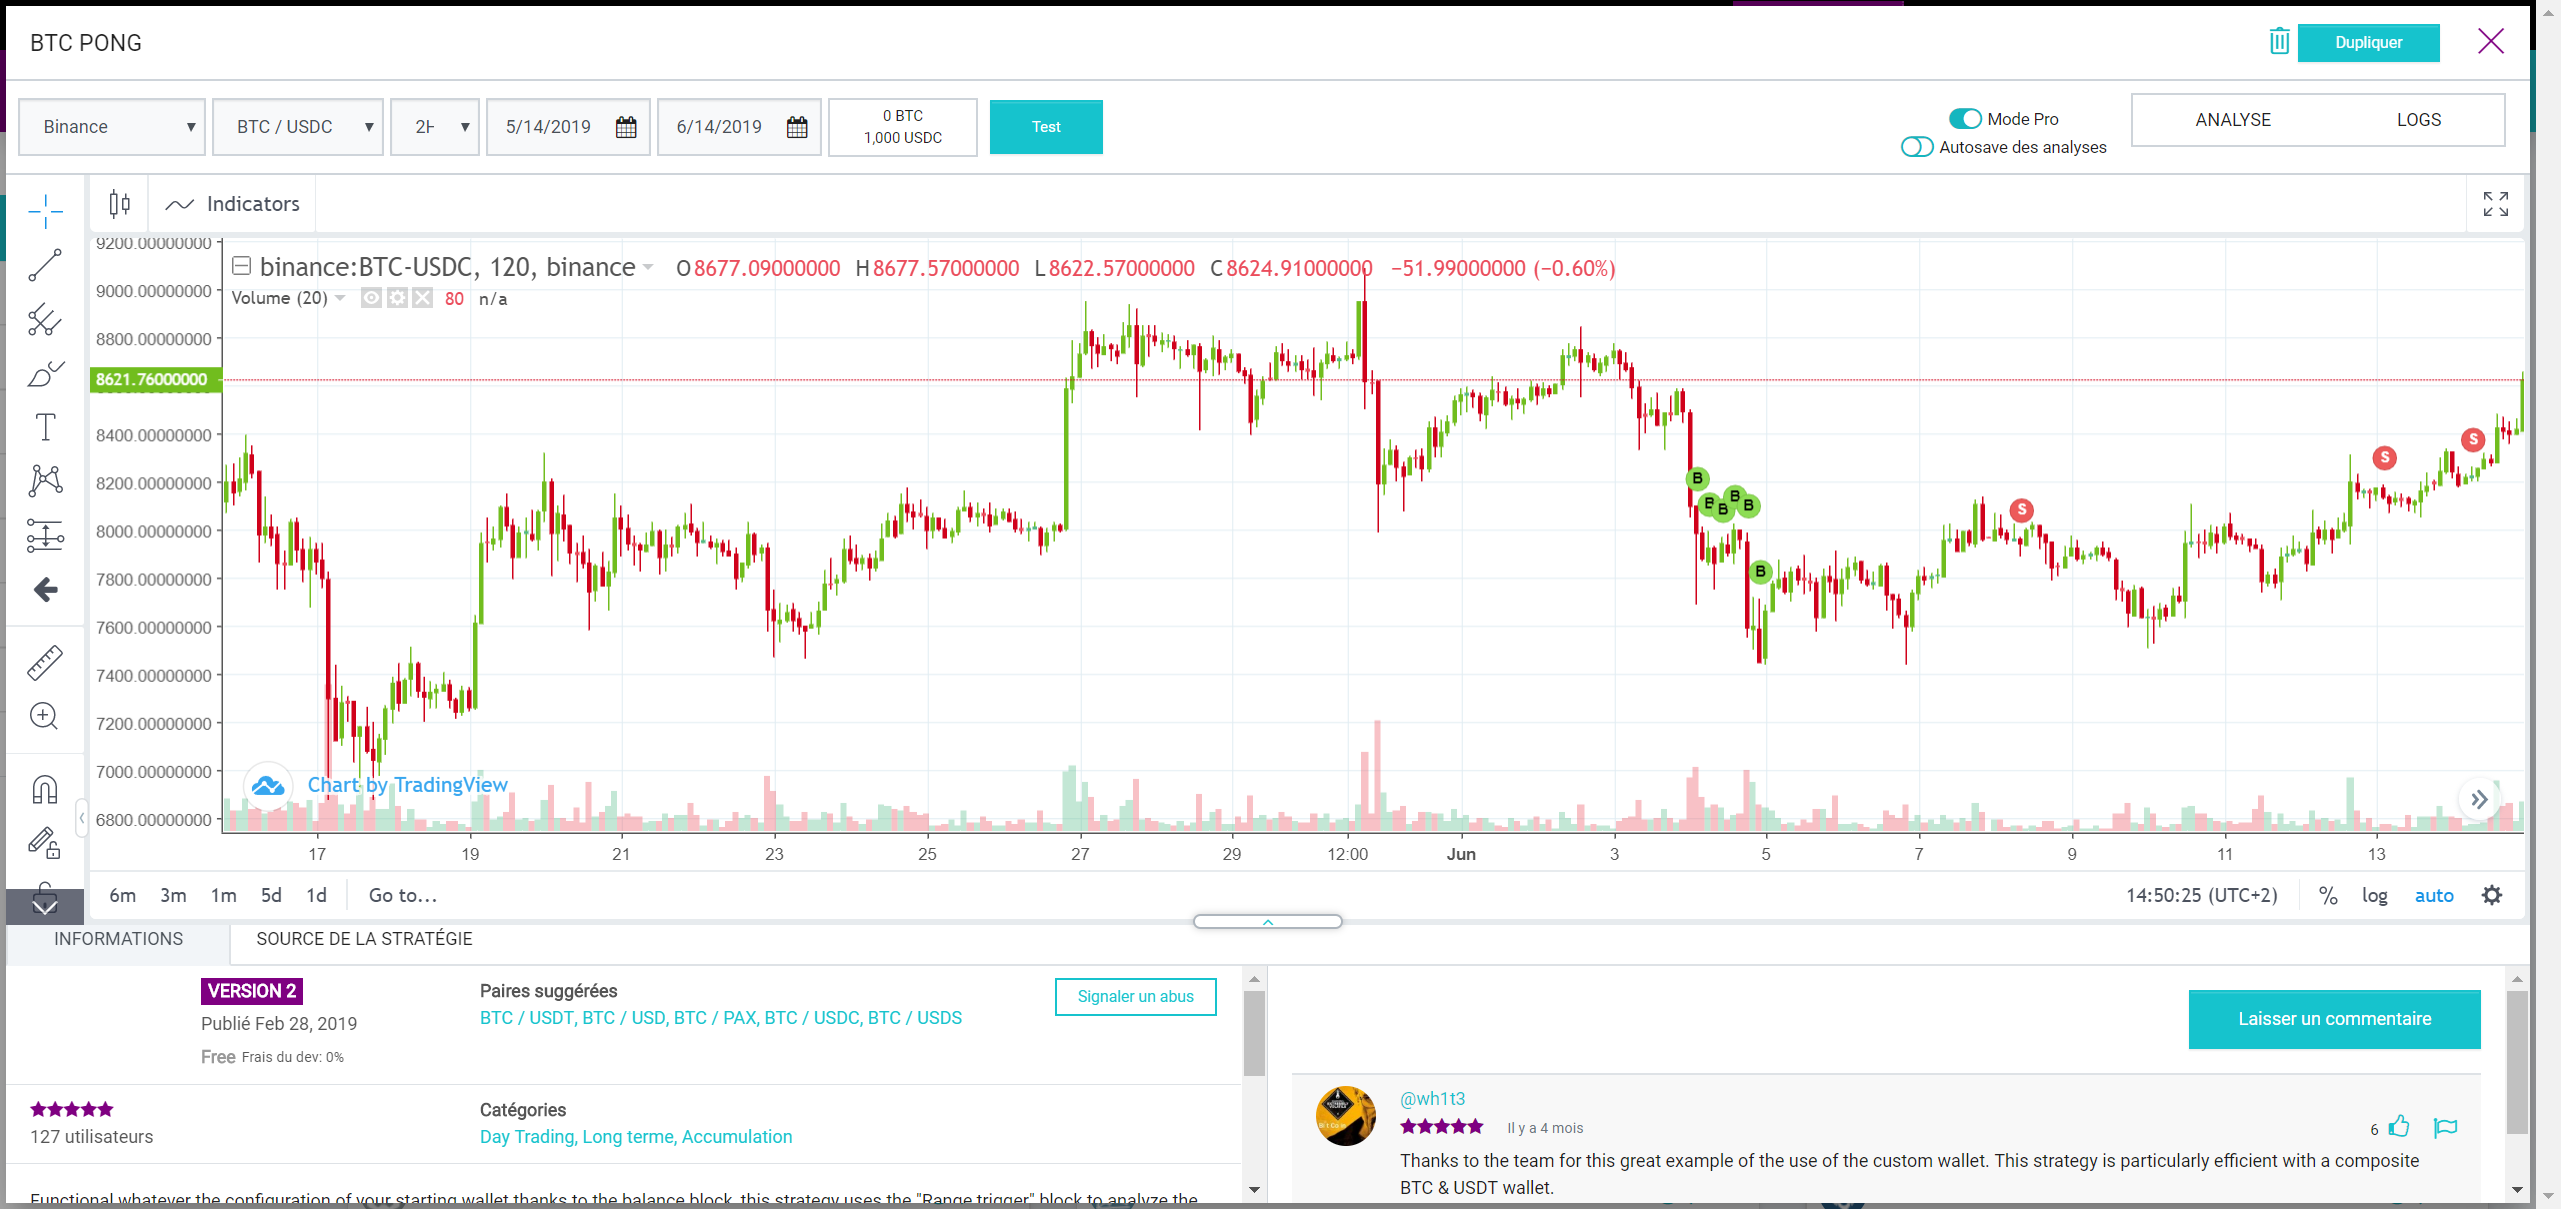 BTC PONG
Dupliquer
Binance
BTC / USDC
5/14/2019
6/14/2019
0 BTC
1,000 USDC
Test
Mode Pro
Autosave des analyses
ANALYSE
LOGS
Indicators
binance:BTC-USDC, 120, binance O8677.09000000 H8677.57000000 L8622.57000000 C8624.91000000 −51.99000000 (−0.60%)
Volume (20) 80 n/a
9200.00000000
9000.00000000
8800.00000000
8621.76000000
8400.00000000
8200.00000000
8000.00000000
7800.00000000
7600.00000000
7400.00000000
7200.00000000
7000.00000000
6800.00000000
B
B
B
B
B
B
S
S
S
Chart by TradingView
17 19 21 23 25 27 29 12:00 Jun 3 5 7 9 11 13
6m 3m 1m 5d 1d Go to...
14:50:25 (UTC+2) % log auto
INFORMATIONS
SOURCE DE LA STRATÉGIE
VERSION 2
Publié Feb 28, 2019
Free Frais du dev: 0%
Paires suggérées
BTC / USDT, BTC / USD, BTC / PAX, BTC / USDC, BTC / USDS
Signaler un abus
127 utilisateurs
Catégories
Day Trading, Long terme, Accumulation
Functional whatever the configuration of your starting wallet thanks to the balance block, this strategy uses the "Range trigger" block to analyze the
Laisser un commentaire
@wh1t3
Il y a 4 mois
6
Thanks to the team for this great example of the use of the custom wallet. This strategy is particularly efficient with a composite
BTC & USDT wallet.